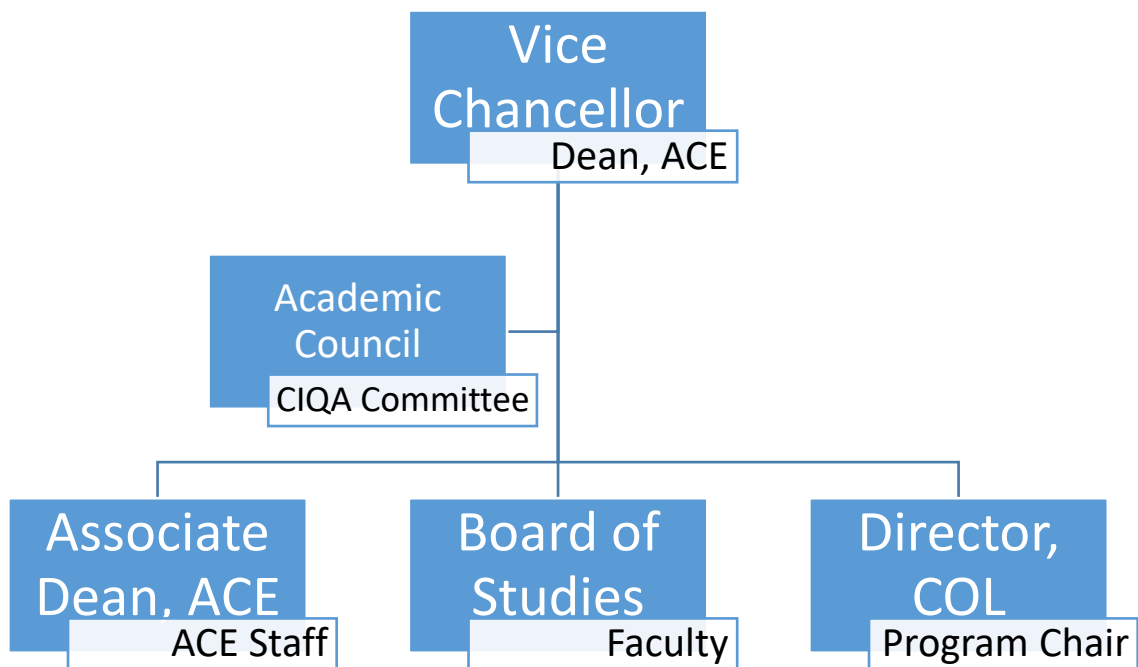 Vice
Chancellor
Dean, ACE
Academic
Council
CIQA Committee
Associate
Dean, ACE
ACE Staff
Board of
Studies
Faculty
Director,
COL
Program Chair